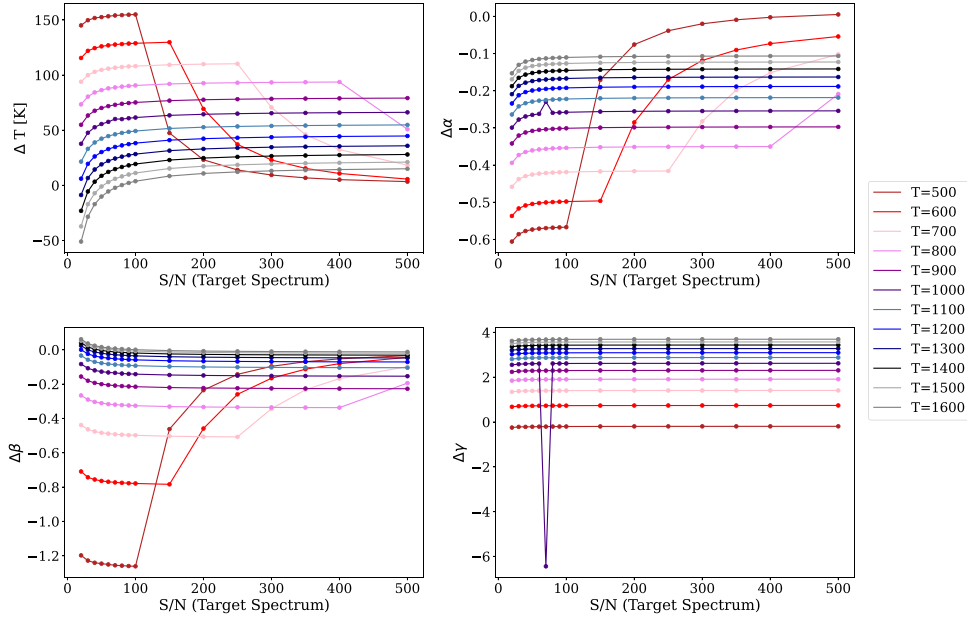 150
100
50
0
−50
Δ T [K]
0
100
200
300
400
500
S/N (Target Spectrum)
0.0
−0.1
−0.2
−0.3
−0.4
−0.5
−0.6
Δα
0
100
200
300
400
500
S/N (Target Spectrum)
0.0
−0.2
−0.4
−0.6
−0.8
−1.0
−1.2
Δβ
0
100
200
300
400
500
S/N (Target Spectrum)
4
2
0
−2
−4
−6
Δγ
0
100
200
300
400
500
S/N (Target Spectrum)
T=500
T=600
T=700
T=800
T=900
T=1000
T=1100
T=1200
T=1300
T=1400
T=1500
T=1600